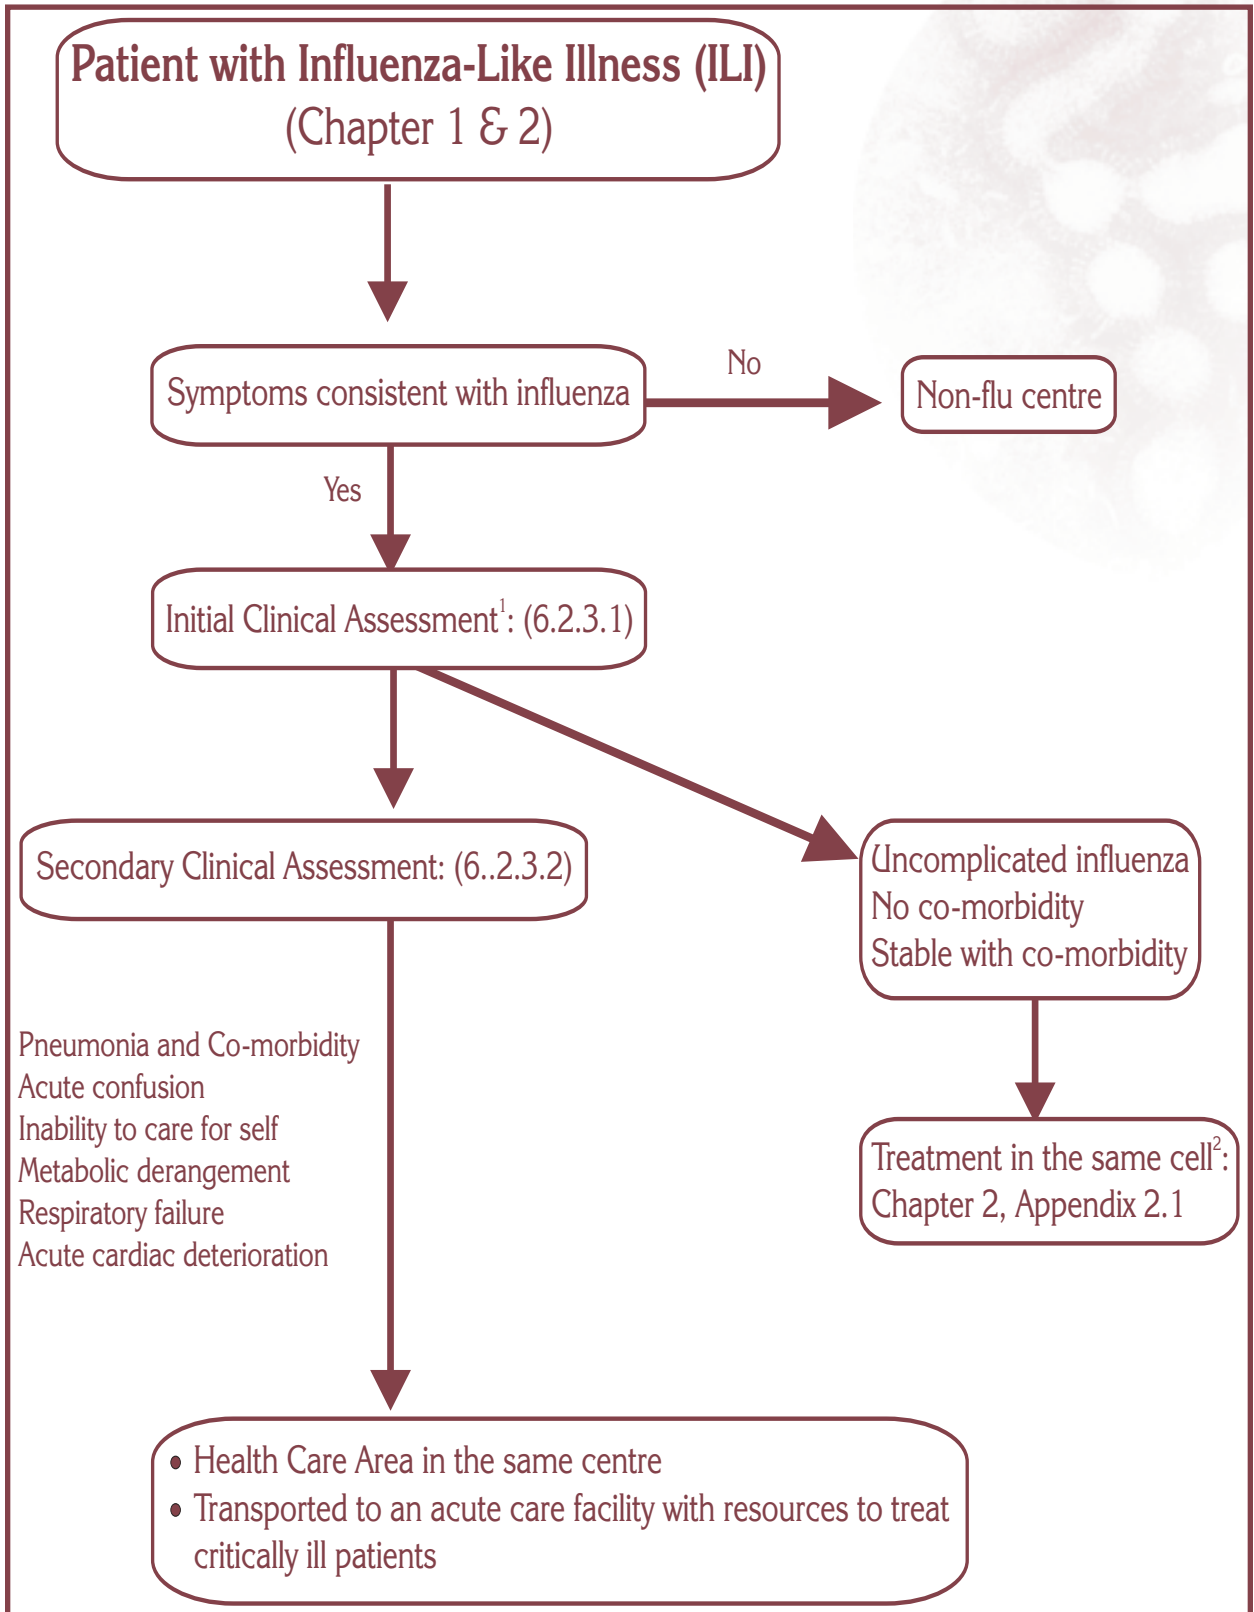 Patient with Influenza-Like Illness (ILI)
(Chapter 1 & 2)
Symptoms consistent with influenza
No
Non-flu centre
Yes
Initial Clinical Assessment¹: (6.2.3.1)
Secondary Clinical Assessment: (6..2.3.2)
Uncomplicated influenza
No co-morbidity
Stable with co-morbidity
Pneumonia and Co-morbidity
Acute confusion
Inability to care for self
Metabolic derangement
Respiratory failure
Acute cardiac deterioration
Treatment in the same cell²:
Chapter 2, Appendix 2.1
• Health Care Area in the same centre
• Transported to an acute care facility with resources to treat
critically ill patients